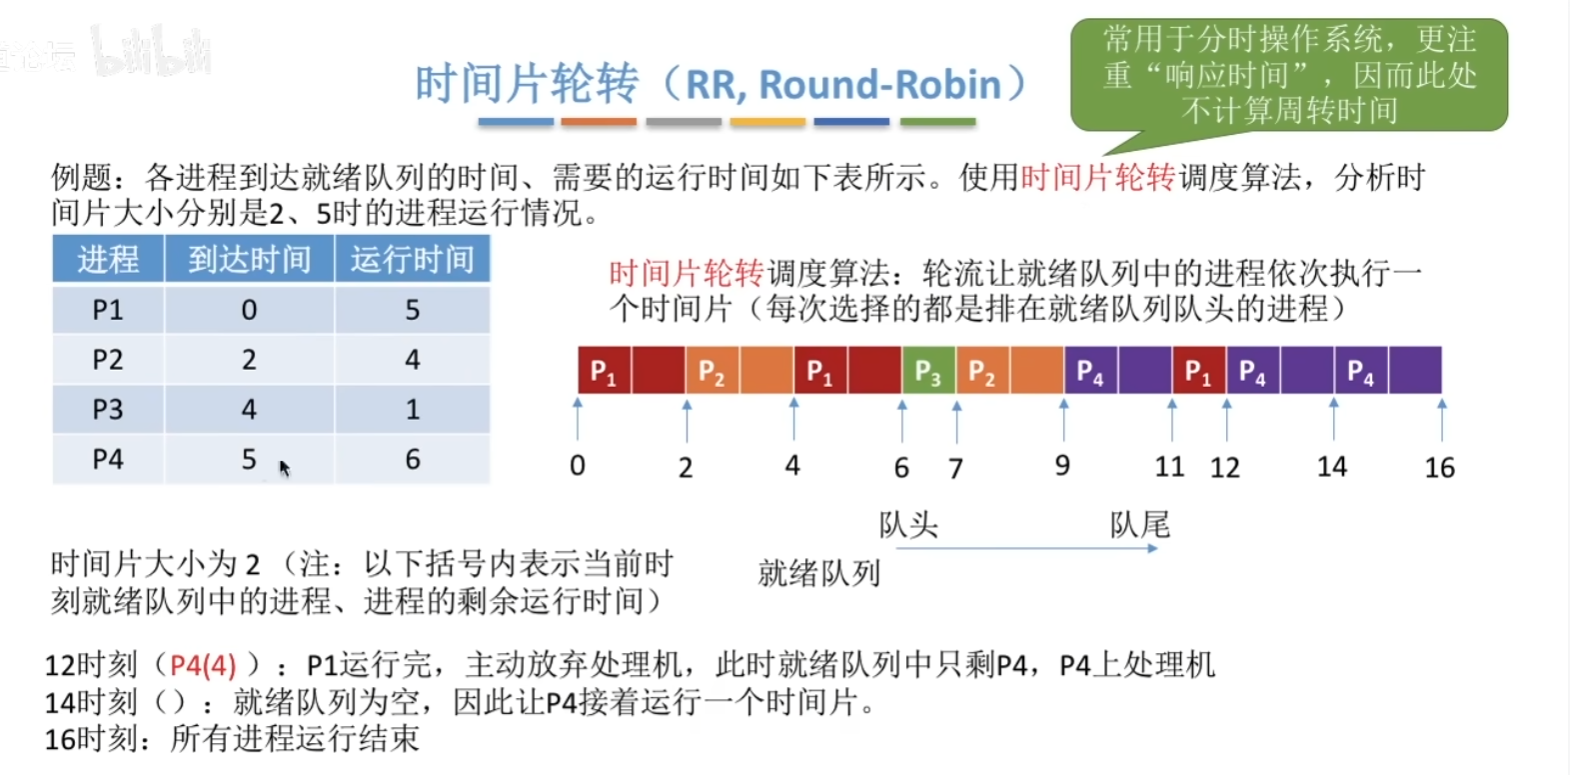 bilibili
时间片轮转（RR, Round-Robin）
常用于分时操作系统，更注
重“响应时间”，因而此处
不计算周转时间
例题：各进程到达就绪队列的时间、需要的运行时间如下表所示。使用时间片轮转调度算法，分析时
间片大小分别是2、5时的进程运行情况。
进程 到达时间 运行时间
P1 0 5
P2 2 4
P3 4 1
P4 5 6
时间片轮转调度算法：轮流让就绪队列中的进程依次执行一
个时间片（每次选择的都是排在就绪队列队头的进程）
P1 P2 P1 P3 P2 P4 P1 P4 P4
0 2 4 6 7 9 11 12 14 16
队头 队尾
就绪队列
时间片大小为 2 （注：以下括号内表示当前时
刻就绪队列中的进程、进程的剩余运行时间）
12时刻（P4(4) ）：P1运行完，主动放弃处理机，此时就绪队列中只剩P4，P4上处理机
14时刻（）：就绪队列为空，因此让P4接着运行一个时间片。
16时刻：所有进程运行结束